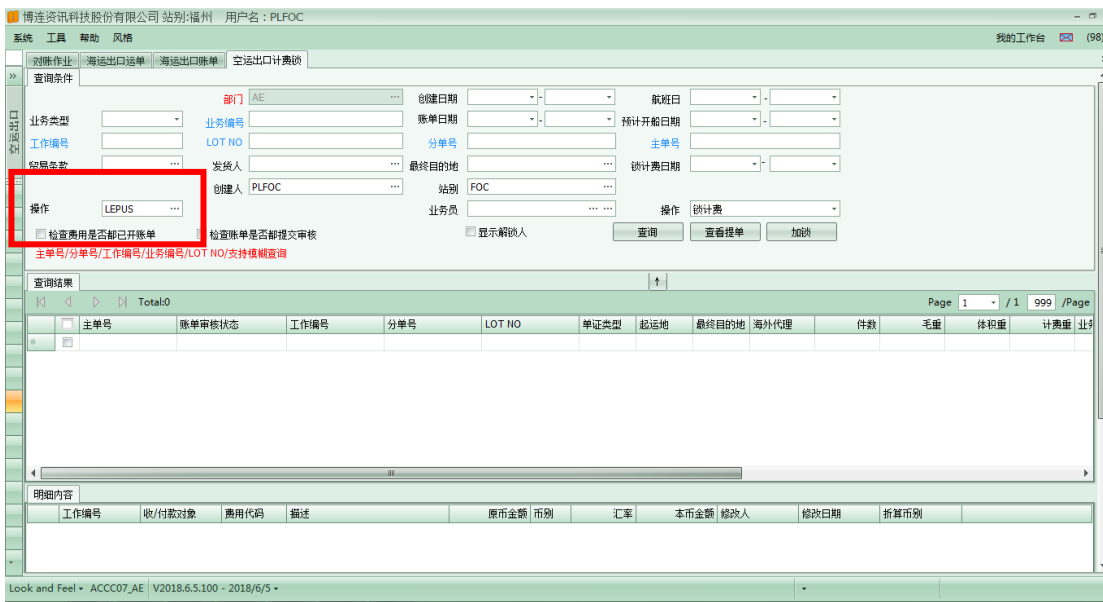 博连资讯科技股份有限公司 站别:福州 用户名：PLFOC
系统 工具 帮助 风格 我的工作台 (98)
对账作业 海运出口运单 海运出口账单 空运出口计费锁
» 查询条件
空运出口
部门 AE ... 创建日期 - 航班日 -
业务类型 业务编号 账单日期 - 预计开船日期 -
工作编号 LOT NO 分单号 主单号
贸易条款 ... 发货人 ... 最终目的地 ... 锁计费日期 -
创建人 PLFOC ... 站别 FOC ...
操作 LEPUS ... 业务员 ... ... 操作 锁计费
检查费用是否都已开账单 检查账单是否都提交审核 显示解锁人 查询 查看提单 加锁
主单号/分单号/工作编号/业务编号/LOT NO/支持模糊查询
查询结果
Total:0 Page 1 / 1 999 /Page
主单号 账单审核状态 工作编号 分单号 LOT NO 单证类型 起运地 最终目的地 海外代理 件数 毛重 体积重 计费重
明细内容
工作编号 收/付款对象 费用代码 描述 原币金额 币别 汇率 本币金额 修改人 修改日期 折算币别
Look and Feel ACCC07_AE V2018.6.5.100 - 2018/6/5